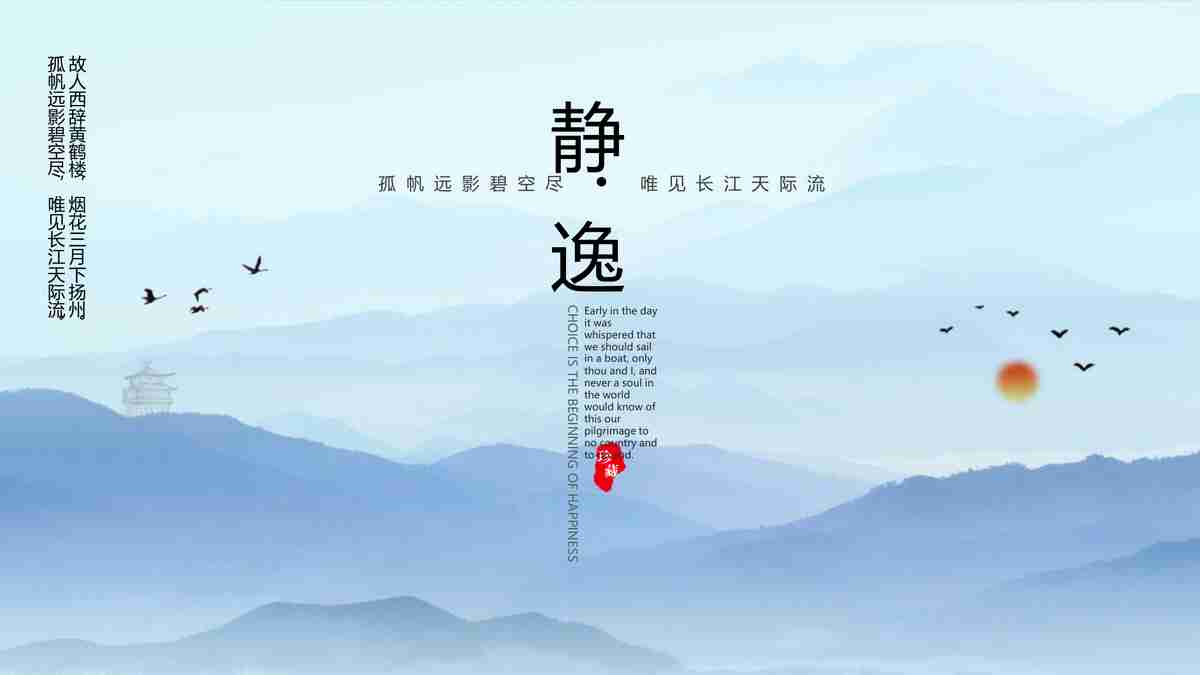 故人西辞黄鹤楼，烟花三月下扬州。
孤帆远影碧空尽，唯见长江天际流。
静·逸
孤帆远影碧空尽
唯见长江天际流
CHOICE IS THE BEGINNING OF HAPPINESS
Early in the day
it was
whispered that
we should sail
in a boat, only
thou and I, and
never a soul in
the world
would know of
this our
pilgrimage to
no country and
to end.
珍藏